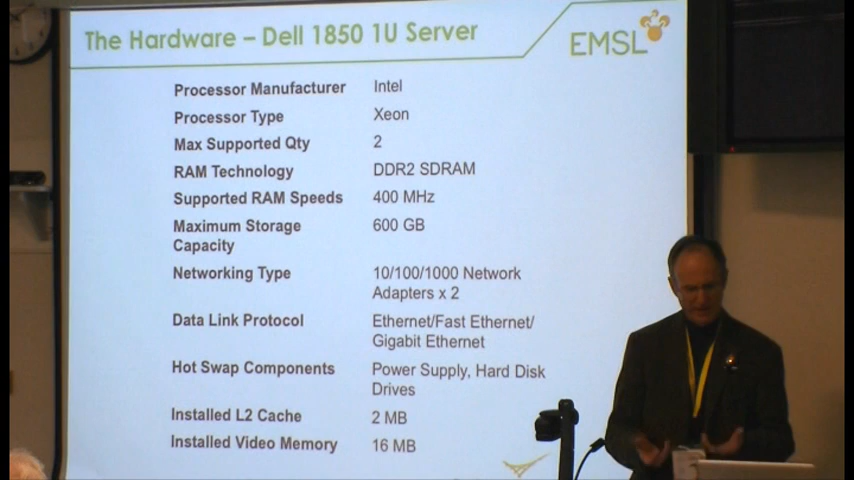 The Hardware – Dell 1850 1U Server
EMSL
Processor Manufacturer Intel
Processor Type Xeon
Max Supported Qty 2
RAM Technology DDR2 SDRAM
Supported RAM Speeds 400 MHz
Maximum Storage 600 GB
Capacity
Networking Type 10/100/1000 Network
Adapters x 2
Data Link Protocol Ethernet/Fast Ethernet/
Gigabit Ethernet
Hot Swap Components Power Supply, Hard Disk
Drives
Installed L2 Cache 2 MB
Installed Video Memory 16 MB